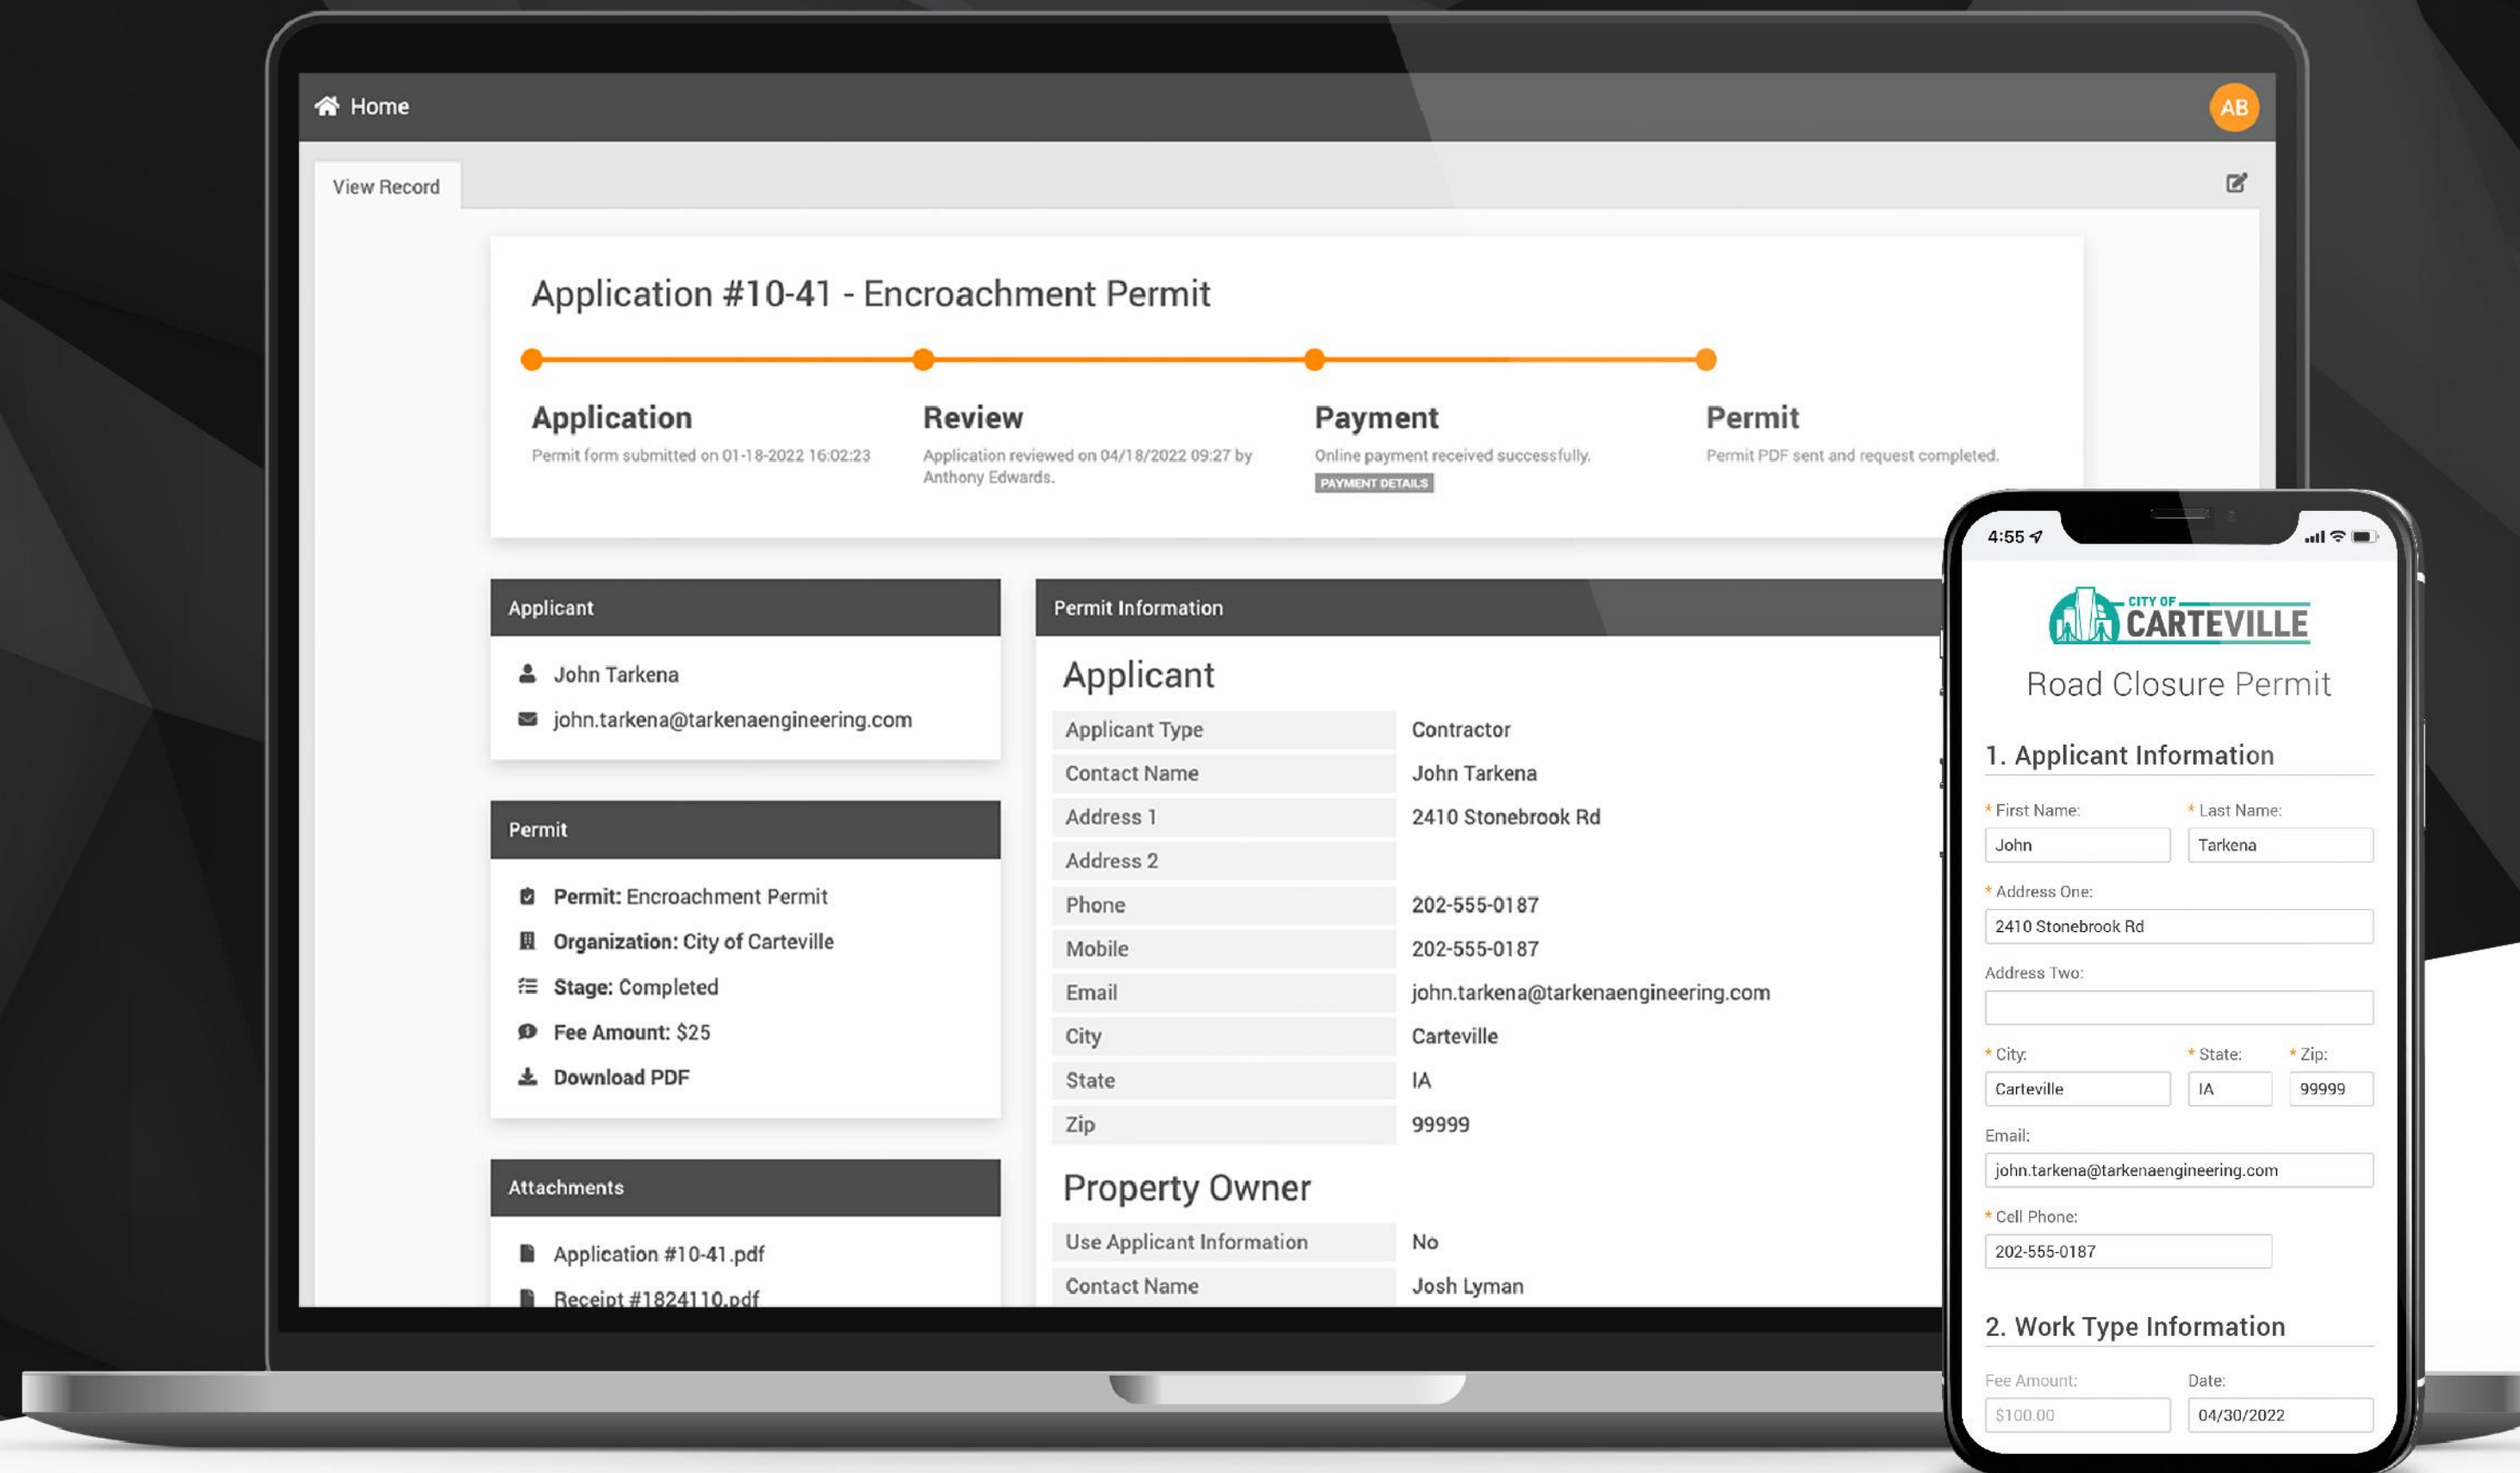 Home
AB
View Record
Application #10-41 - Encroachment Permit
Application
Permit form submitted on 01-18-2022 16:02:23
Review
Application reviewed on 04/18/2022 09:27 by
Anthony Edwards.
Payment
Online payment received successfully.
PAYMENT DETAILS
Permit
Permit PDF sent and request completed.
Applicant
John Tarkena
john.tarkena@tarkenaengineering.com
Permit
Permit: Encroachment Permit
Organization: City of Carteville
Stage: Completed
Fee Amount: $25
Download PDF
Attachments
Application #10-41.pdf
Receipt #1824110.pdf
Permit Information
Applicant
Applicant Type Contractor
Contact Name John Tarkena
Address 1 2410 Stonebrook Rd
Address 2
Phone 202-555-0187
Mobile 202-555-0187
Email john.tarkena@tarkenaengineering.com
City Carteville
State IA
Zip 99999
Property Owner
Use Applicant Information No
Contact Name Josh Lyman
4:55
CITY OF
CARTEVILLE
Road Closure Permit
1. Applicant Information
* First Name: * Last Name:
John Tarkena
* Address One:
2410 Stonebrook Rd
Address Two:
* City: * State: * Zip:
Carteville IA 99999
Email:
john.tarkena@tarkenaengineering.com
* Cell Phone:
202-555-0187
2. Work Type Information
Fee Amount: Date:
$100.00 04/30/2022